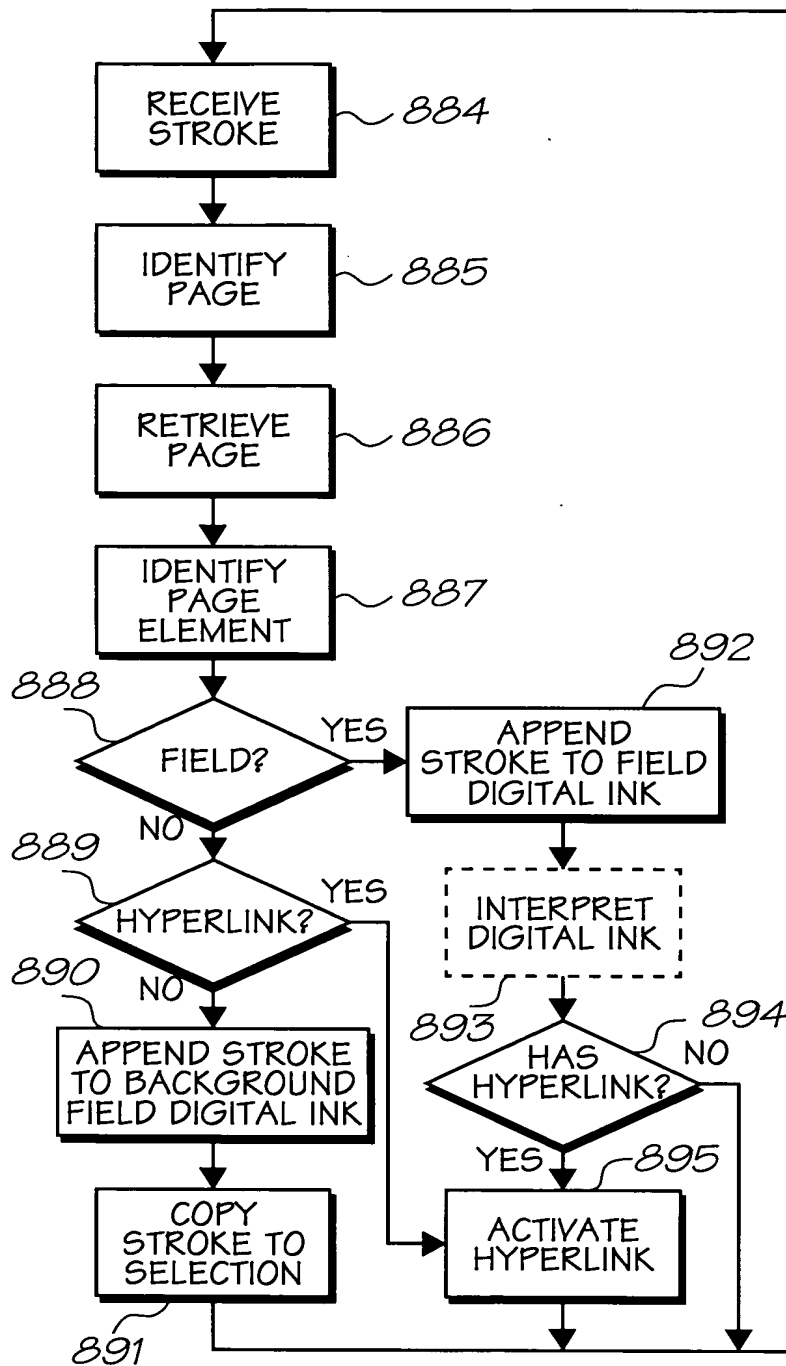 RECEIVE
STROKE
884
IDENTIFY
PAGE
885
RETRIEVE
PAGE
886
IDENTIFY
PAGE
ELEMENT
887
888
FIELD?
YES
NO
892
APPEND
STROKE TO FIELD
DIGITAL INK
889
HYPERLINK?
YES
NO
INTERPRET
DIGITAL INK
893
890
APPEND STROKE
TO BACKGROUND
FIELD DIGITAL INK
894
HAS
HYPERLINK?
NO
YES
COPY
STROKE TO
SELECTION
891
895
ACTIVATE
HYPERLINK